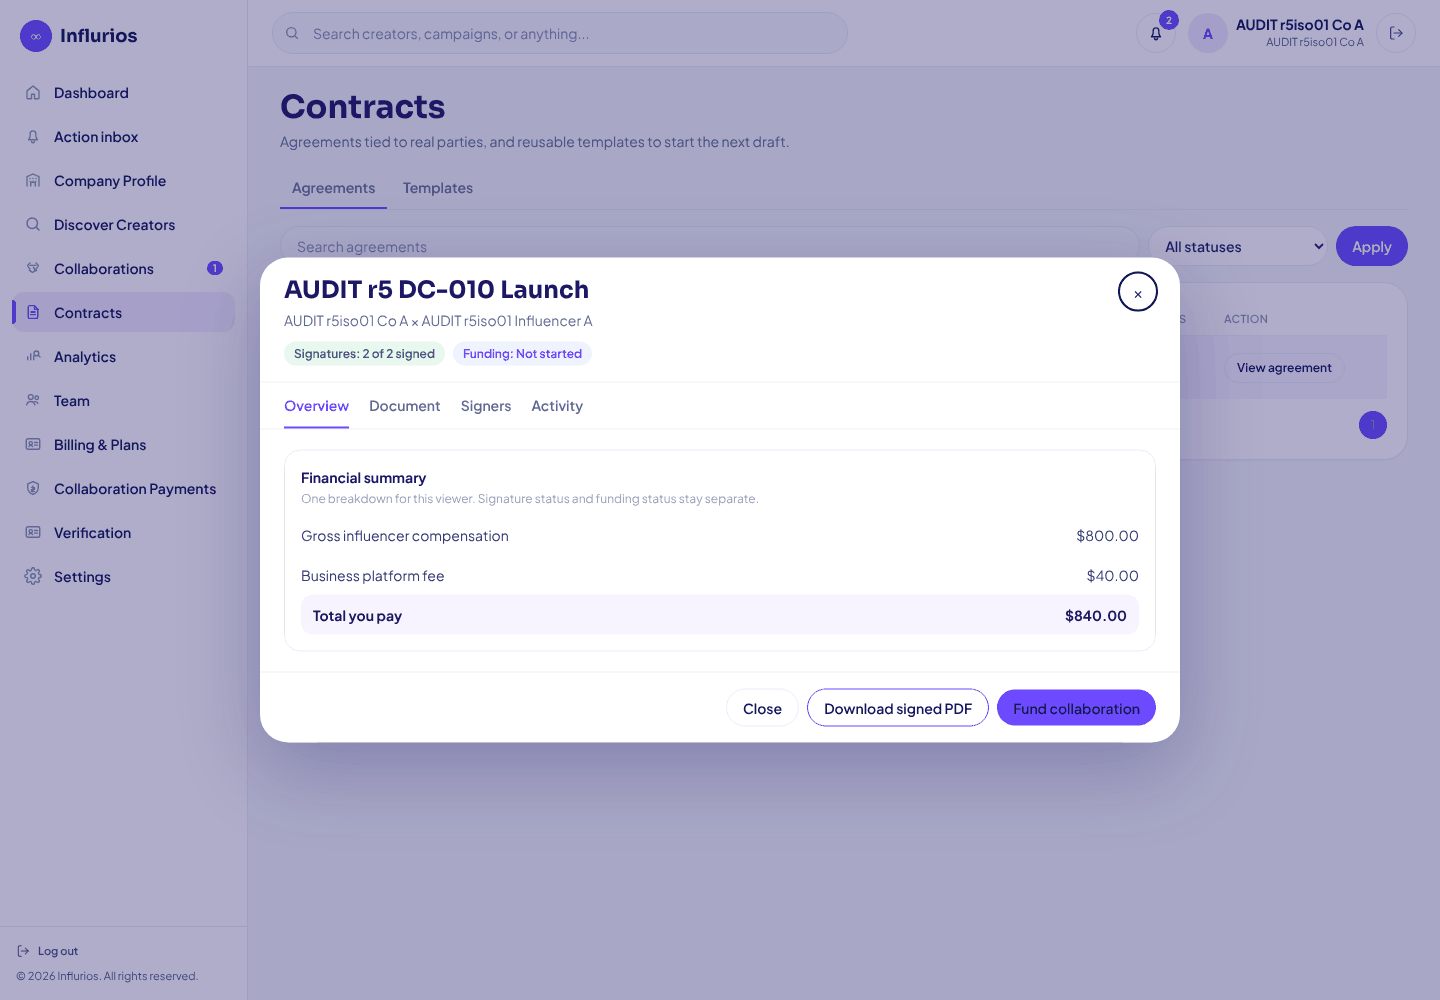 Influrios
Search creators, campaigns, or anything...
2
A
AUDIT r5iso01 Co A
AUDIT r5iso01 Co A
Dashboard
Action inbox
Company Profile
Discover Creators
Collaborations
1
Contracts
Analytics
Team
Billing & Plans
Collaboration Payments
Verification
Settings
Log out
© 2026 Influrios. All rights reserved.
Contracts
Agreements tied to real parties, and reusable templates to start the next draft.
Agreements
Templates
Search agreements
All statuses
Apply
S
ACTION
View agreement
1
AUDIT r5 DC-010 Launch
×
AUDIT r5iso01 Co A × AUDIT r5iso01 Influencer A
Signatures: 2 of 2 signed
Funding: Not started
Overview
Document
Signers
Activity
Financial summary
One breakdown for this viewer. Signature status and funding status stay separate.
Gross influencer compensation
$800.00
Business platform fee
$40.00
Total you pay
$840.00
Close
Download signed PDF
Fund collaboration